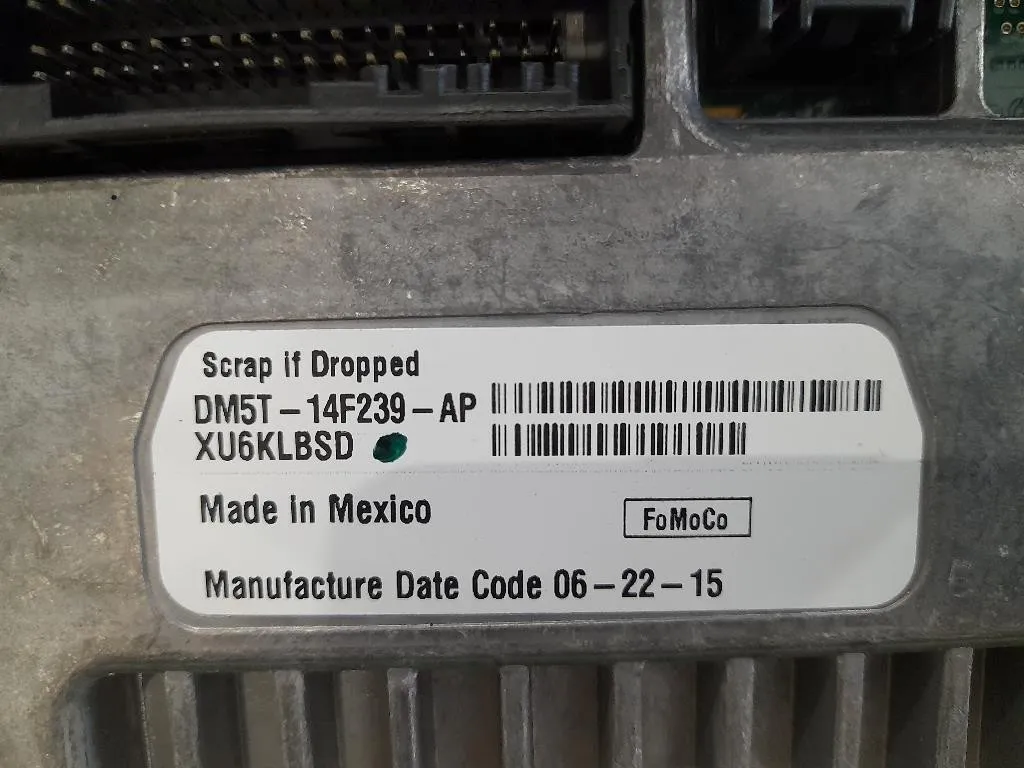 Scrap if Dropped
DM5T-14F239-AP
XU6KLBSD
Made in Mexico
FoMoCo
Manufacture Date Code 06-22-15